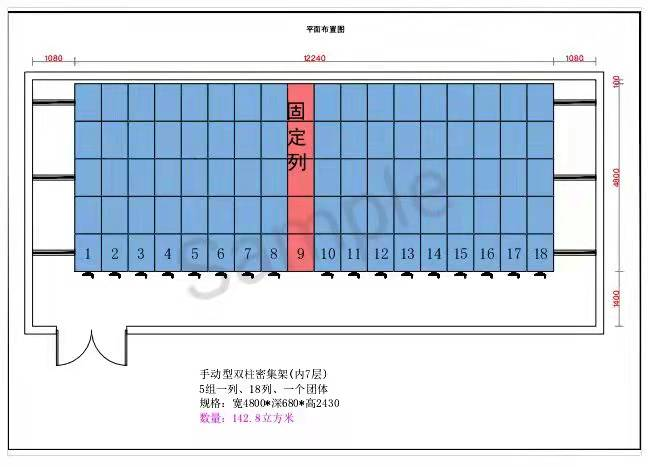 平面布置图
1080
12240
1080
100
固
定
列
4800
Sample
1 2 3 4 5 6 7 8 9 10 11 12 13 14 15 16 17 18
1400
手动型双柱密集架(内7层)
5组一列、18列、一个团体
规格: 宽4800*深680*高2430
数量: 142.8立方米